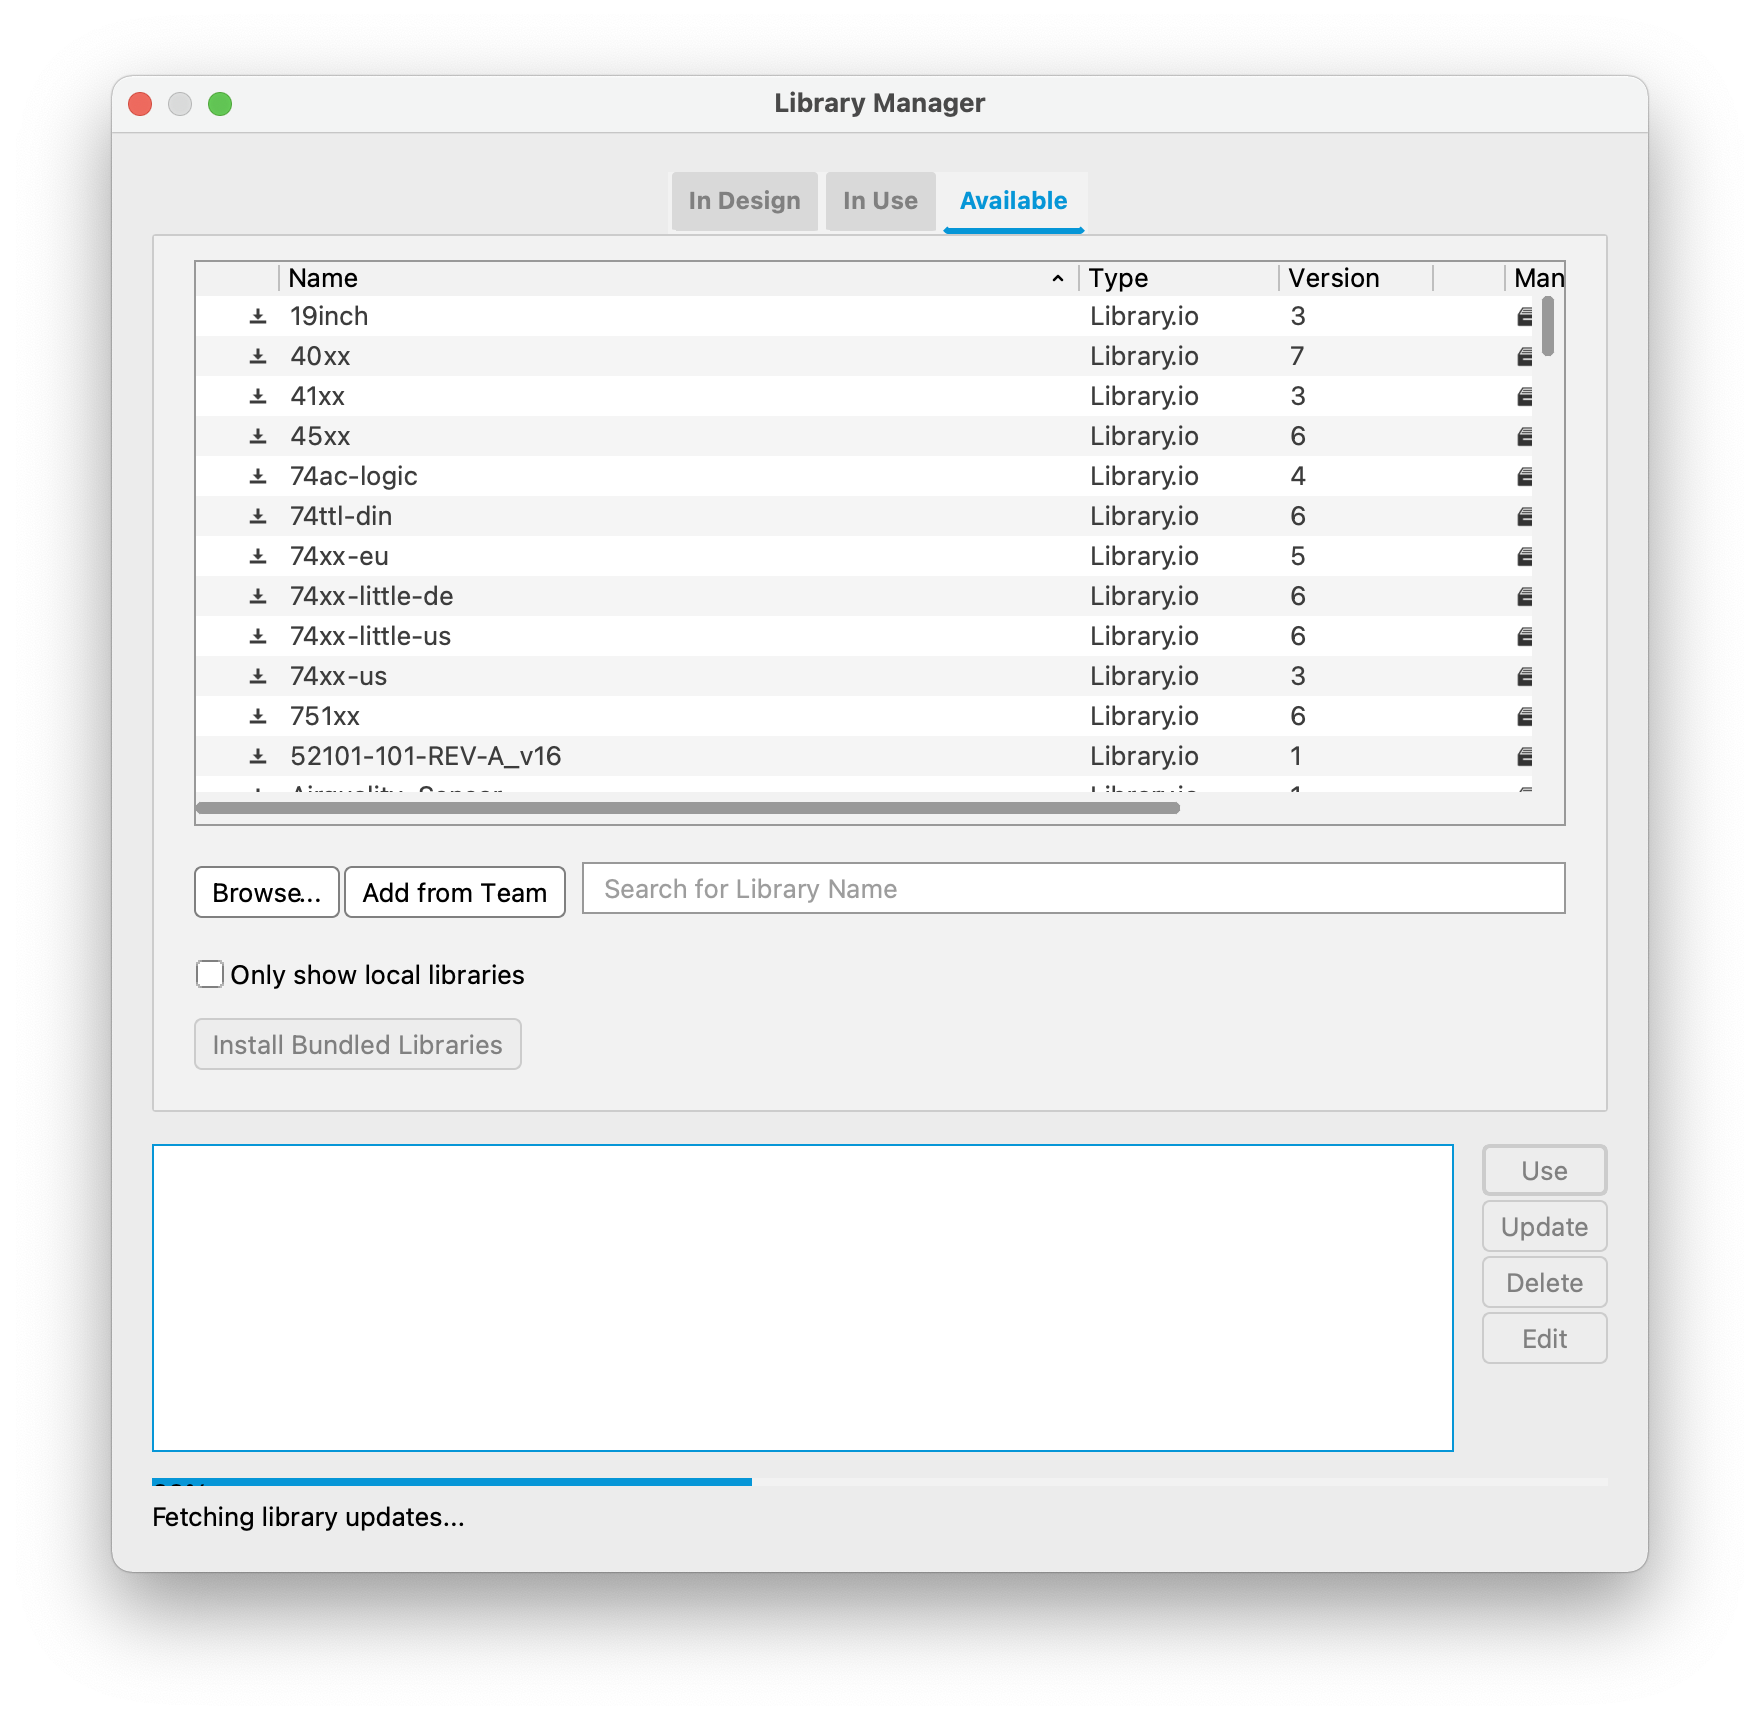 Library Manager
In Design In Use Available
Name Type Version Man
19inch Library.io 3
40xx Library.io 7
41xx Library.io 3
45xx Library.io 6
74ac-logic Library.io 4
74ttl-din Library.io 6
74xx-eu Library.io 5
74xx-little-de Library.io 6
74xx-little-us Library.io 6
74xx-us Library.io 3
751xx Library.io 6
52101-101-REV-A_v16 Library.io 1
Browse... Add from Team Search for Library Name
Only show local libraries
Install Bundled Libraries
Use
Update
Delete
Edit
Fetching library updates...